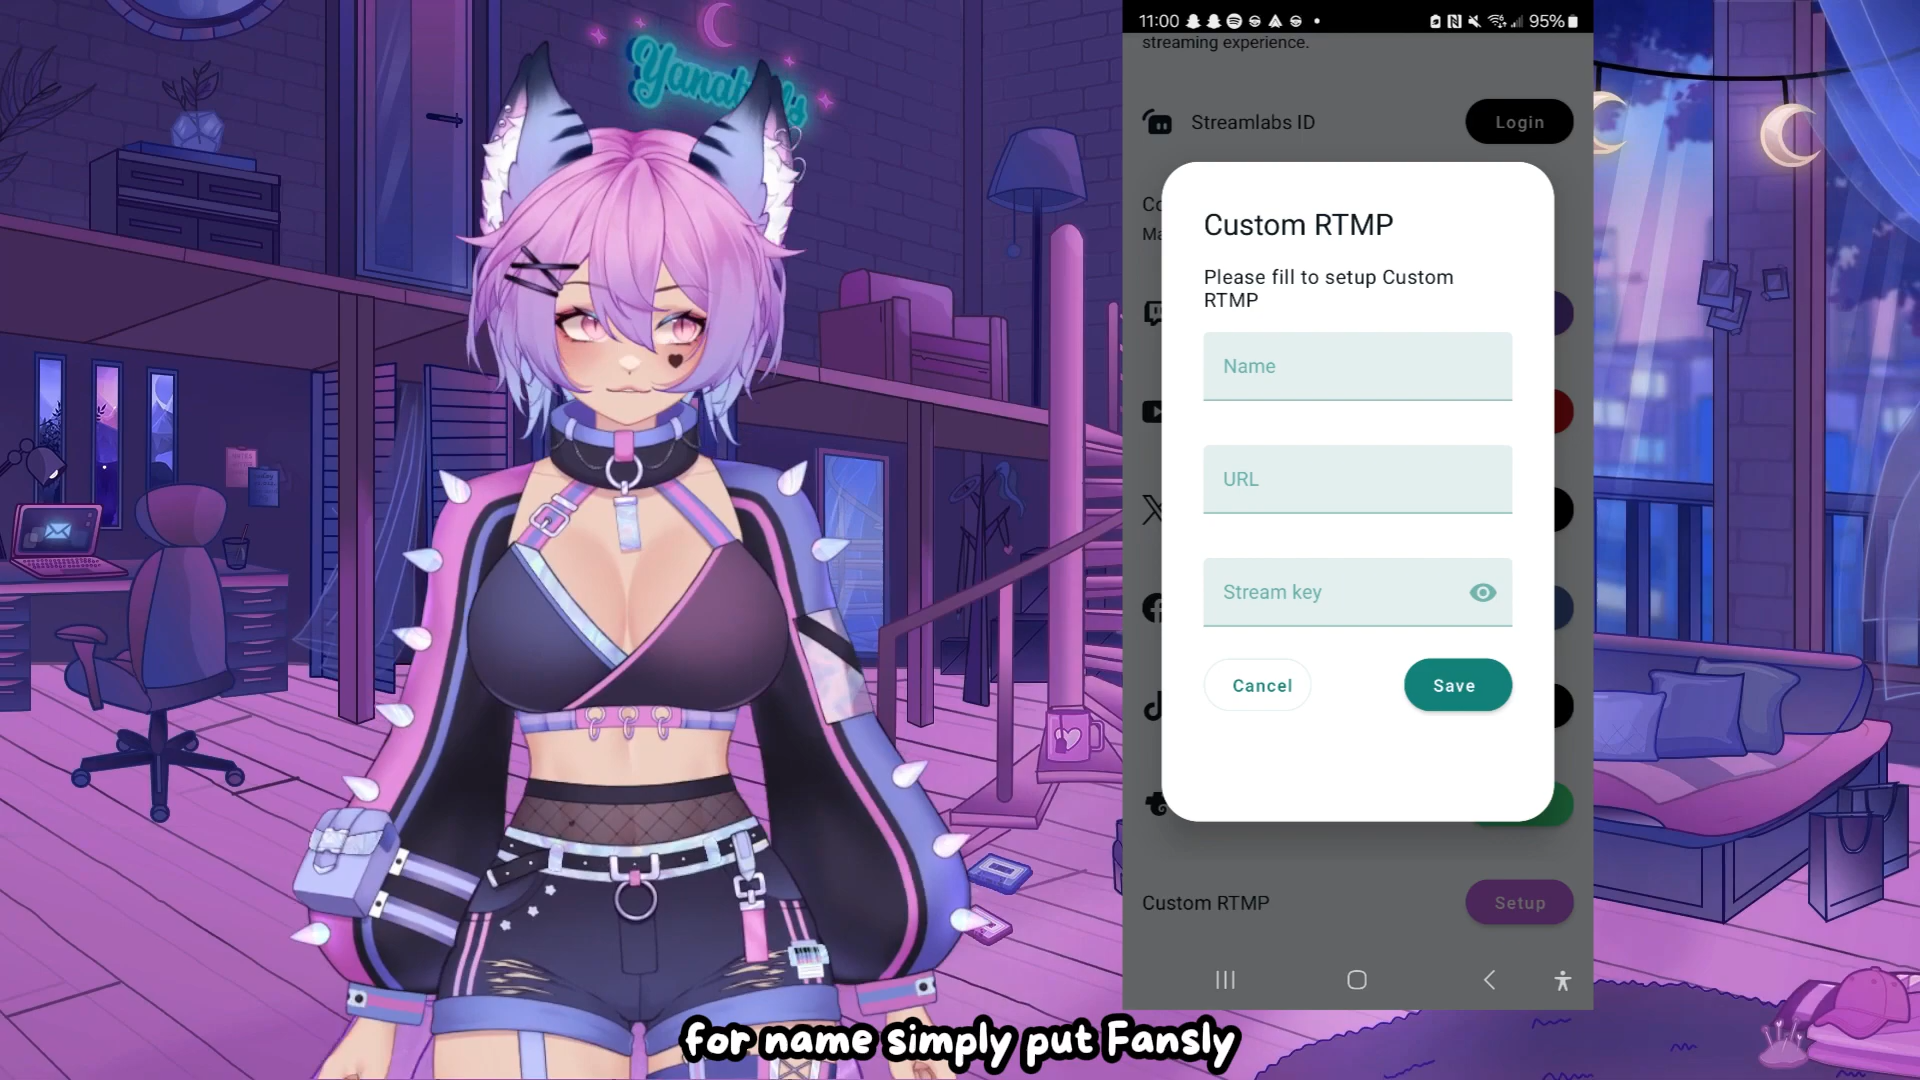 11:00
95%
streaming experience.
Streamlabs ID
Login
Custom RTMP
Please fill to setup Custom
RTMP
Name
URL
Stream key
Cancel
Save
Custom RTMP
Setup
for name simply put Fansly